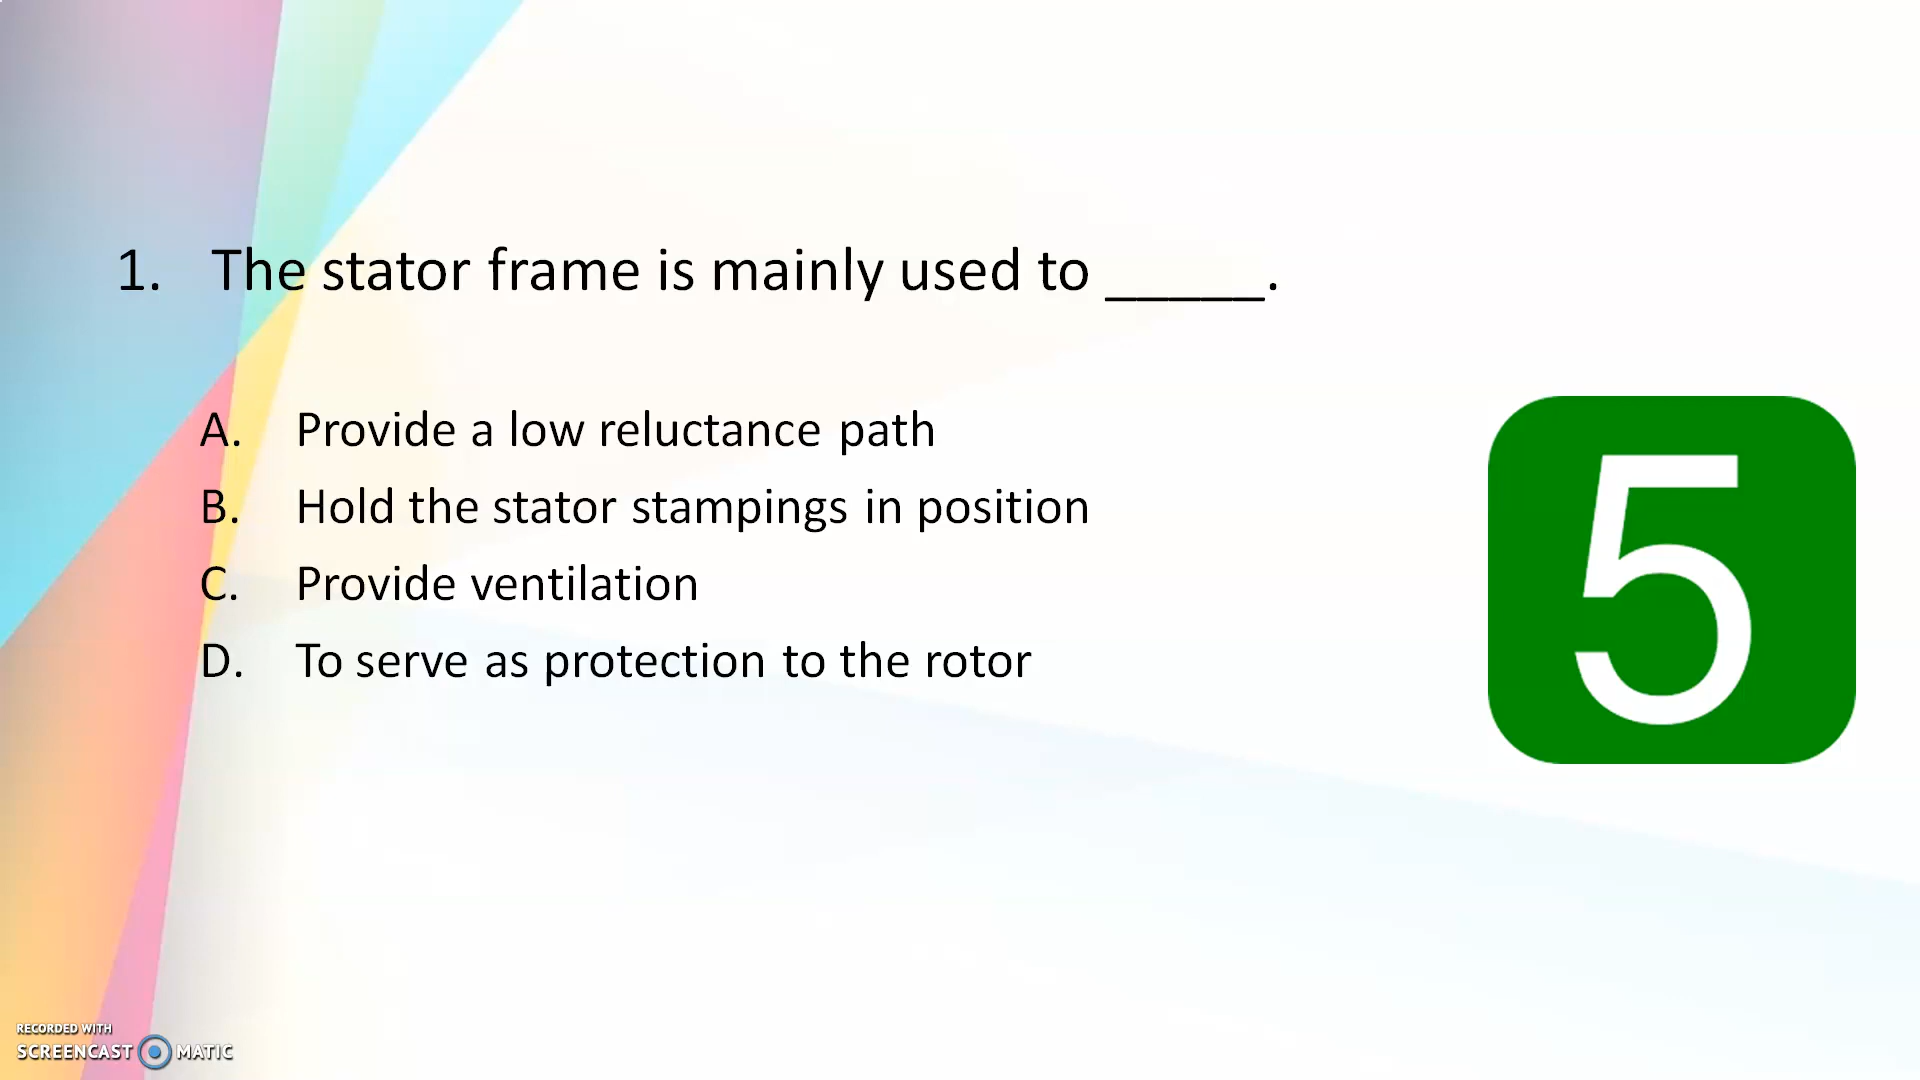 1. The stator frame is mainly used to _____.
A. Provide a low reluctance path
B. Hold the stator stampings in position
C. Provide ventilation
D. To serve as protection to the rotor
5
RECORDED WITH
SCREENCAST MATIC